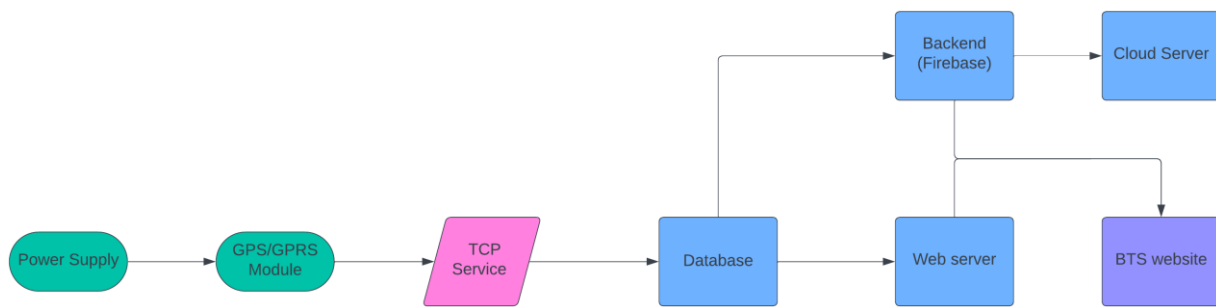 Backend
(Firebase)
Cloud Server
Power Supply
GPS/GPRS
Module
TCP
Service
Database
Web server
BTS website